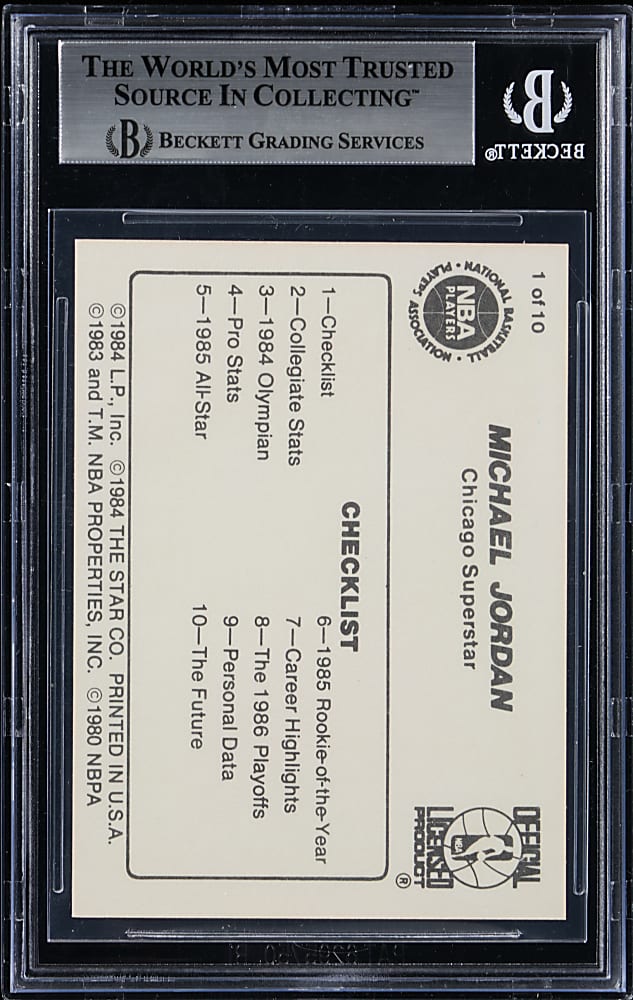 THE WORLD'S MOST TRUSTED
SOURCE IN COLLECTING™
B BECKETT GRADING SERVICES
B
BECKETT®
1 of 10
NATIONAL BASKETBALL PLAYERS ASSOCIATION
NBA
PLAYERS
MICHAEL JORDAN
Chicago Superstar
OFFICIAL
NBA
LICENSED
PRODUCT
®
CHECKLIST
1—Checklist
2—Collegiate Stats
3—1984 Olympian
4—Pro Stats
5—1985 All-Star
6—1985 Rookie-of-the-Year
7—Career Highlights
8—The 1986 Playoffs
9—Personal Data
10—The Future
©1984 L.P., Inc. ©1984 THE STAR CO. PRINTED IN U.S.A.
©1983 and T.M. NBA PROPERTIES, INC. ©1980 NBPA